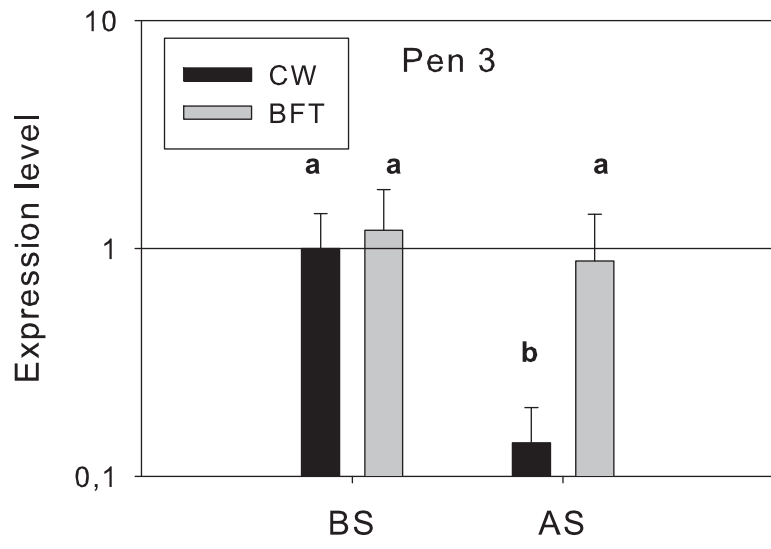 10
Pen 3
CW
BFT
a a a
Expression level
1
b
0,1
BS AS